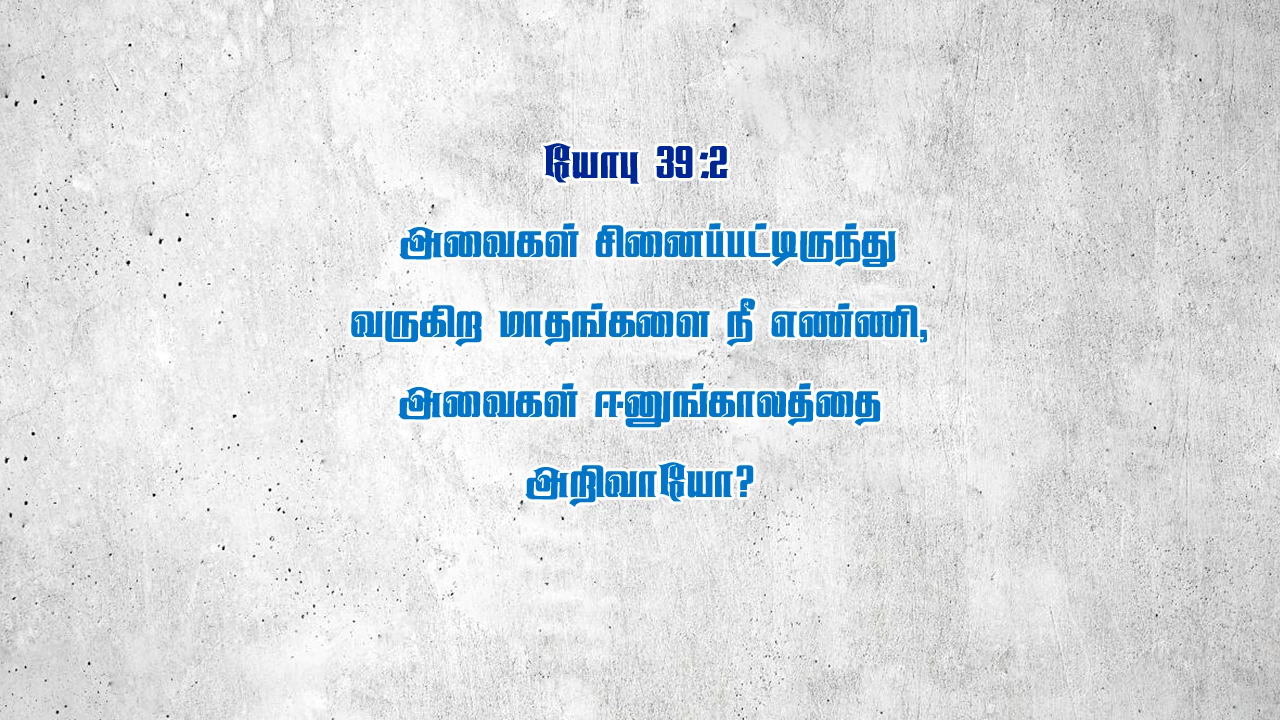 யோபு 39:2
அவைகள் சினைப்பட்டிருந்து
வருகிற மாதங்களை நீ எண்ணி,
அவைகள் ஈனுங்காலத்தை
அறிவாயோ?